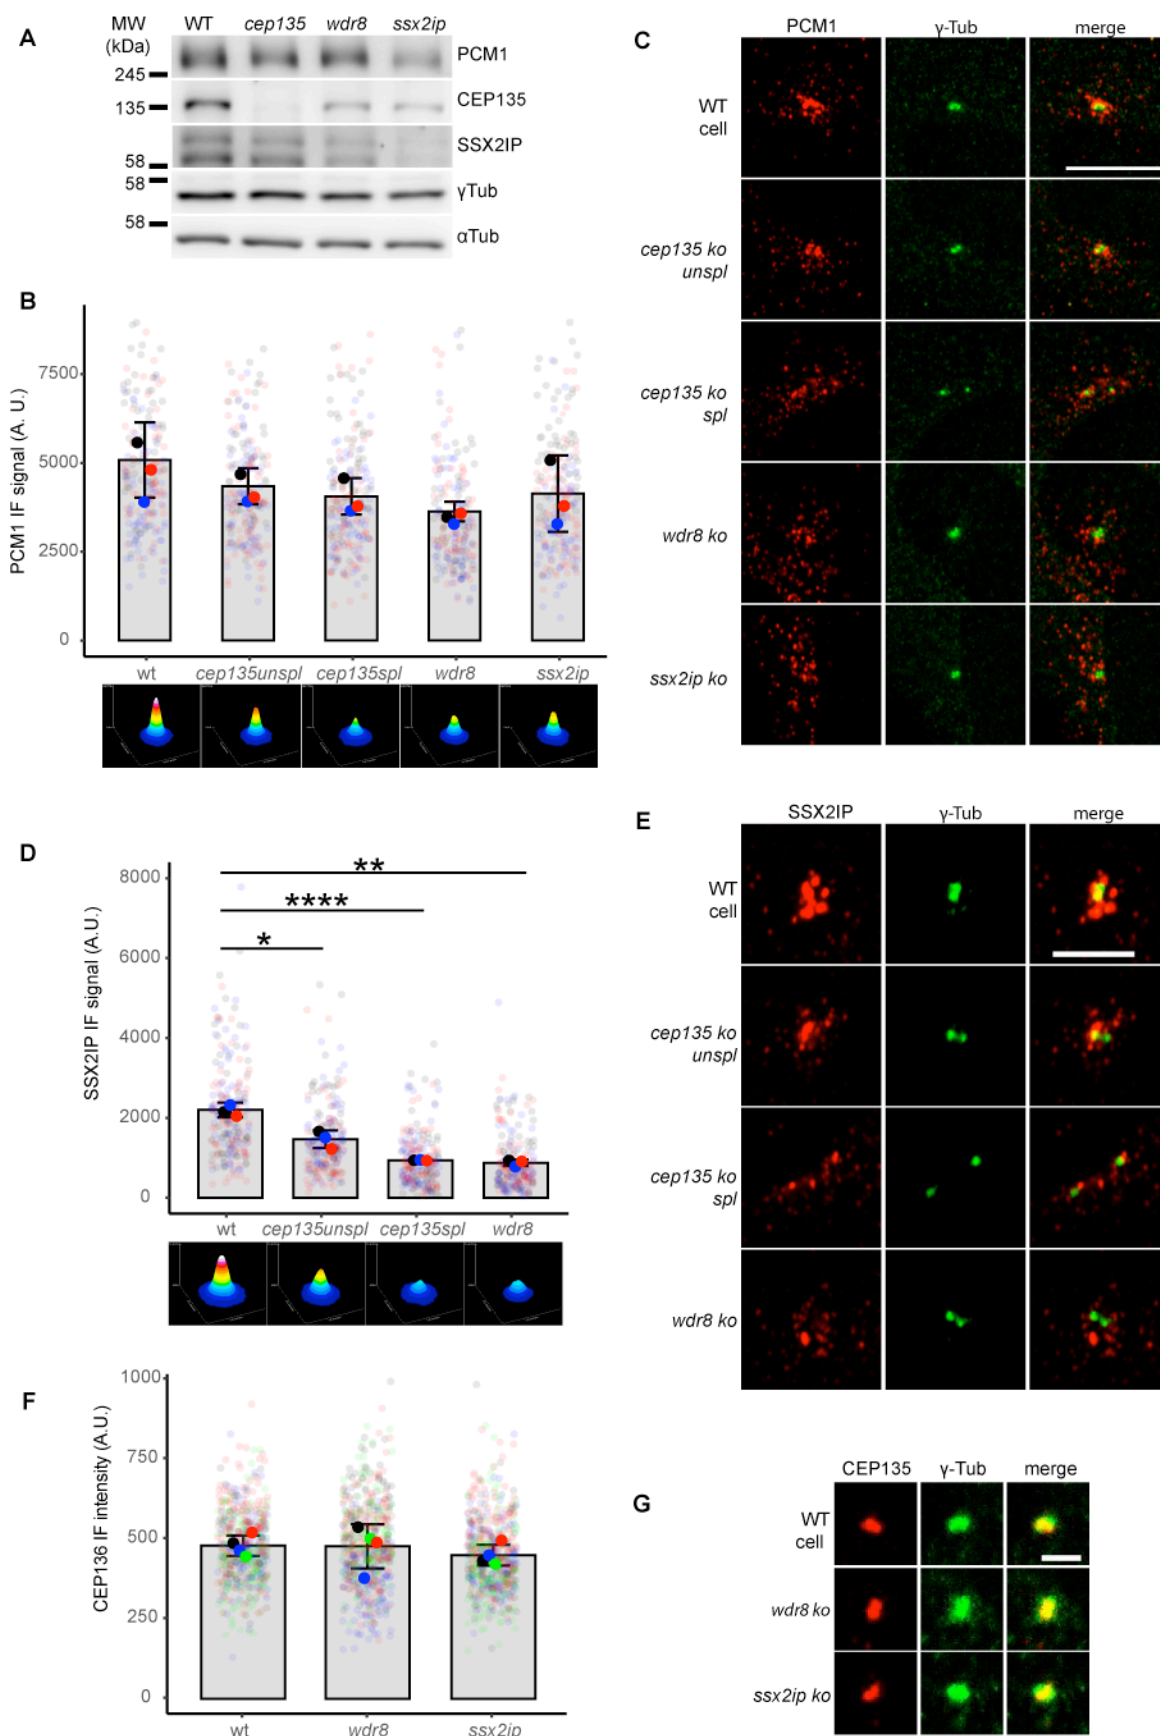 A
MW
(kDa)
WT cep135 wdr8 ssx2ip
PCM1
245
CEP135
135
SSX2IP
58
58
γTub
58
αTub
B
PCM1 IF signal (A. U.)
7500
5000
2500
0
wt cep135unspl cep135spl wdr8 ssx2ip
C
PCM1 γ-Tub merge
WT
cell
cep135 ko
unspl
cep135 ko
spl
wdr8 ko
ssx2ip ko
D
SSX2IP IF signal (A.U.)
8000
6000
4000
2000
0
**
****
*
wt cep135unspl cep135spl wdr8
E
SSX2IP γ-Tub merge
WT
cell
cep135 ko
unspl
cep135 ko
spl
wdr8 ko
F
CEP136 IF intensity (A.U.)
1000
750
500
250
0
wt wdr8 ssx2ip
G
CEP135 γ-Tub merge
WT
cell
wdr8 ko
ssx2ip ko